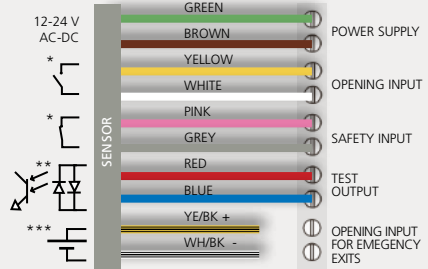 GREEN
12-24 V
AC-DC
BROWN
POWER SUPPLY
*
YELLOW
WHITE
OPENING INPUT
*
PINK
GREY
SAFETY INPUT
SENSOR
**
RED
BLUE
TEST
OUTPUT
***
YE/BK +
WH/BK -
OPENING INPUT
FOR EMEGENCY
EXITS